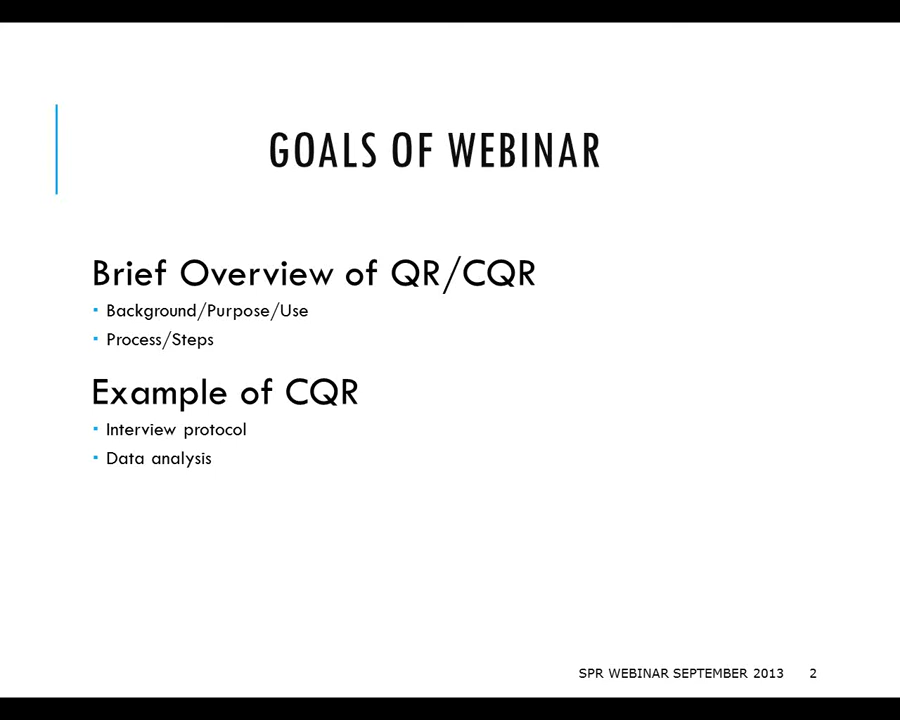 GOALS OF WEBINAR
Brief Overview of QR/CQR
▪ Background/Purpose/Use
▪ Process/Steps
Example of CQR
▪ Interview protocol
▪ Data analysis
SPR WEBINAR SEPTEMBER 2013 2